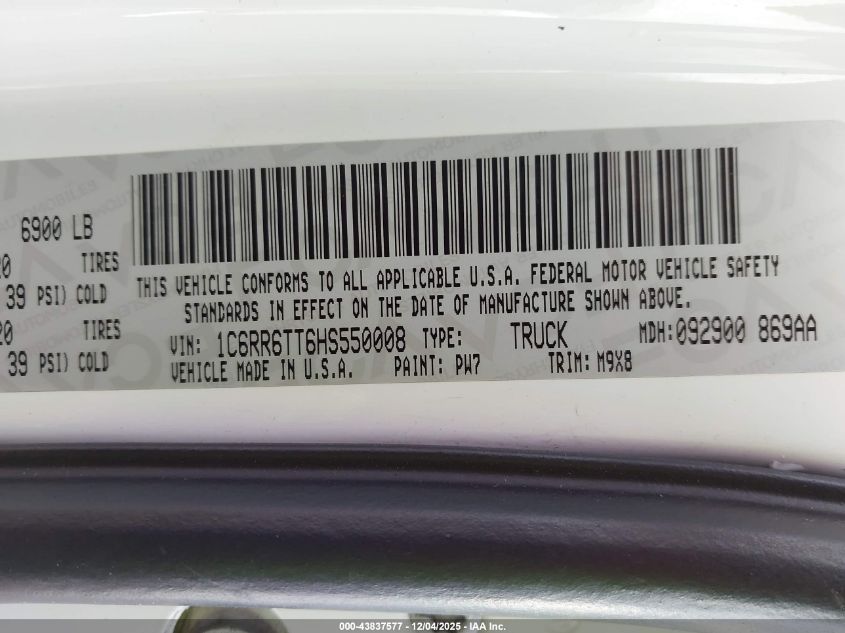 6900 LB
20 TIRES
39 PSI) COLD
20 TIRES
39 PSI) COLD
THIS VEHICLE CONFORMS TO ALL APPLICABLE U.S.A. FEDERAL MOTOR VEHICLE SAFETY
STANDARDS IN EFFECT ON THE DATE OF MANUFACTURE SHOWN ABOVE.
VIN: 1C6RR6TT6HS550008 TYPE: TRUCK MDH:092900 869AA
VEHICLE MADE IN U.S.A. PAINT: PW7 TRIM: M9X8
000-43837577 - 12/04/2025 - IAA Inc.